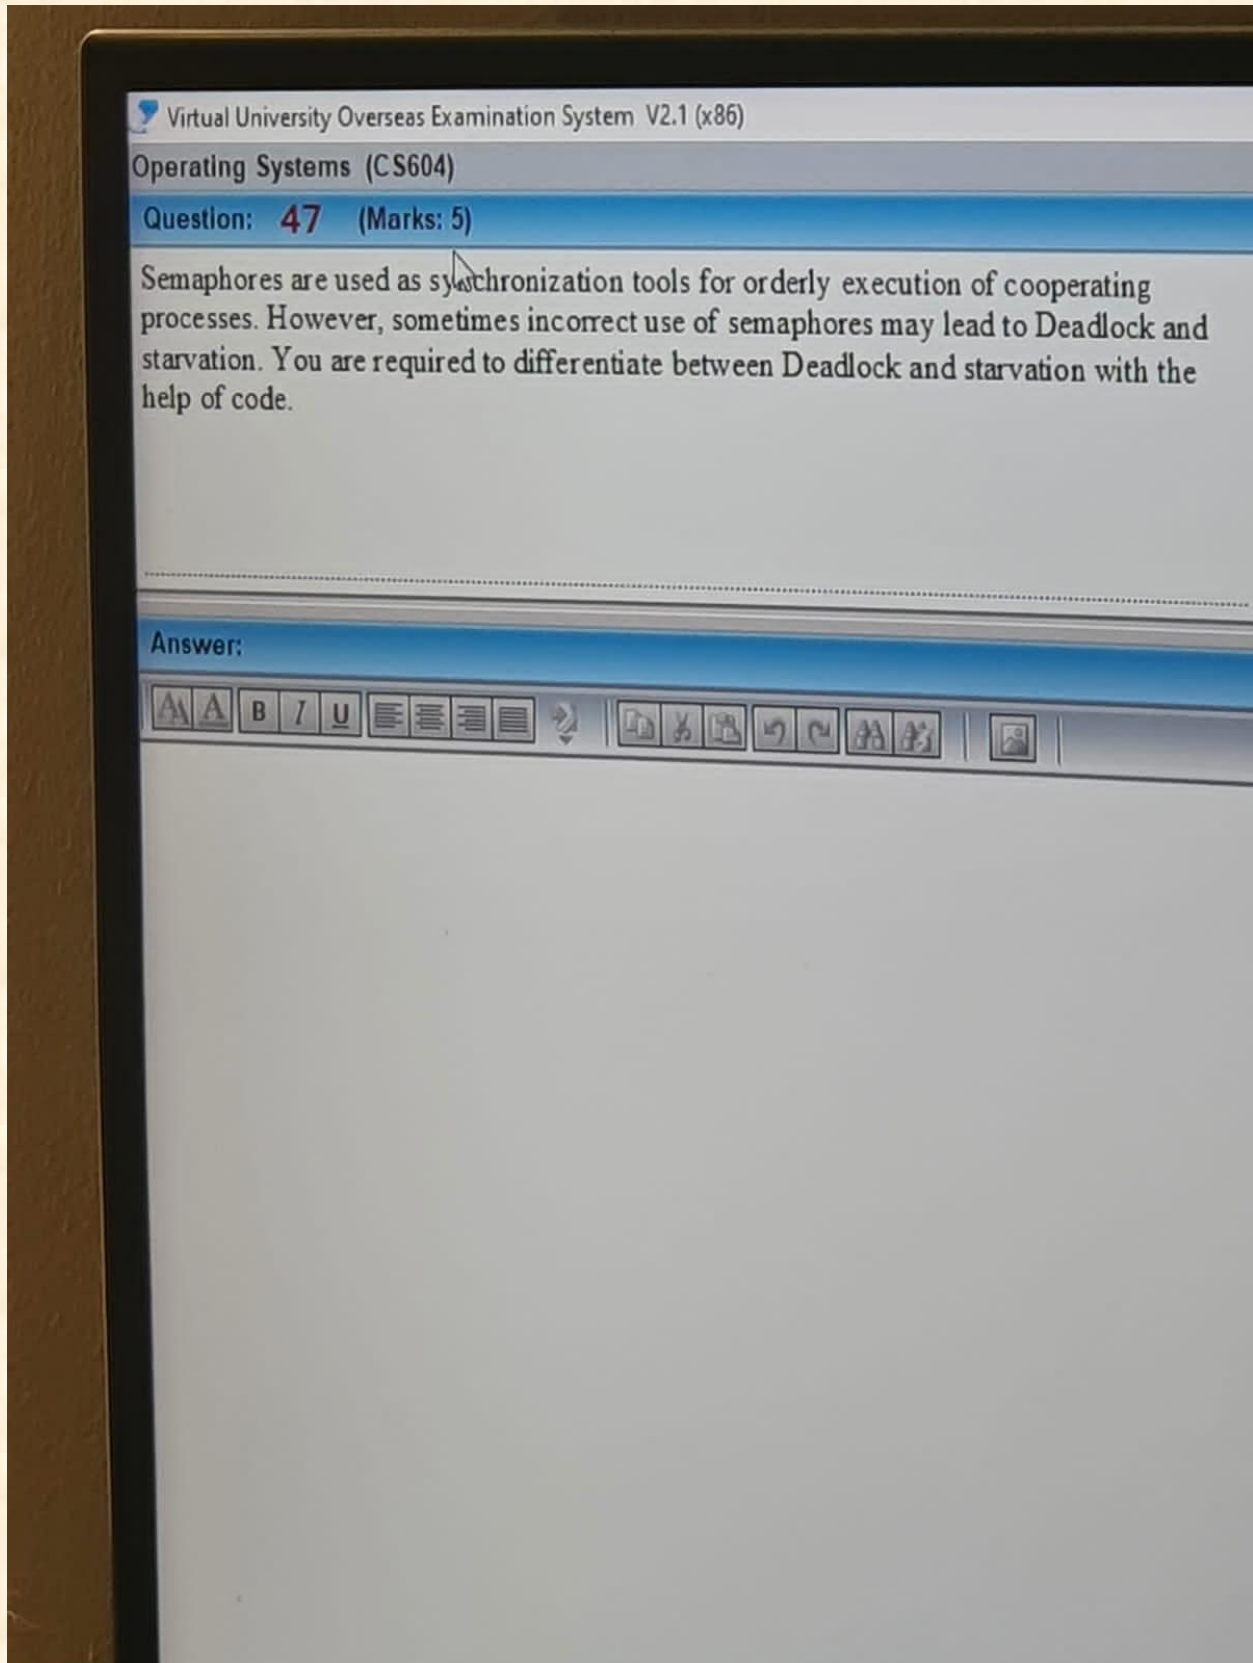 Virtual University Overseas Examination System V2.1 (x86)
Operating Systems (CS604)
Question: 47 (Marks: 5)
Semaphores are used as synchronization tools for orderly execution of cooperating
processes. However, sometimes incorrect use of semaphores may lead to Deadlock and
starvation. You are required to differentiate between Deadlock and starvation with the
help of code.
Answer:
A A B I U